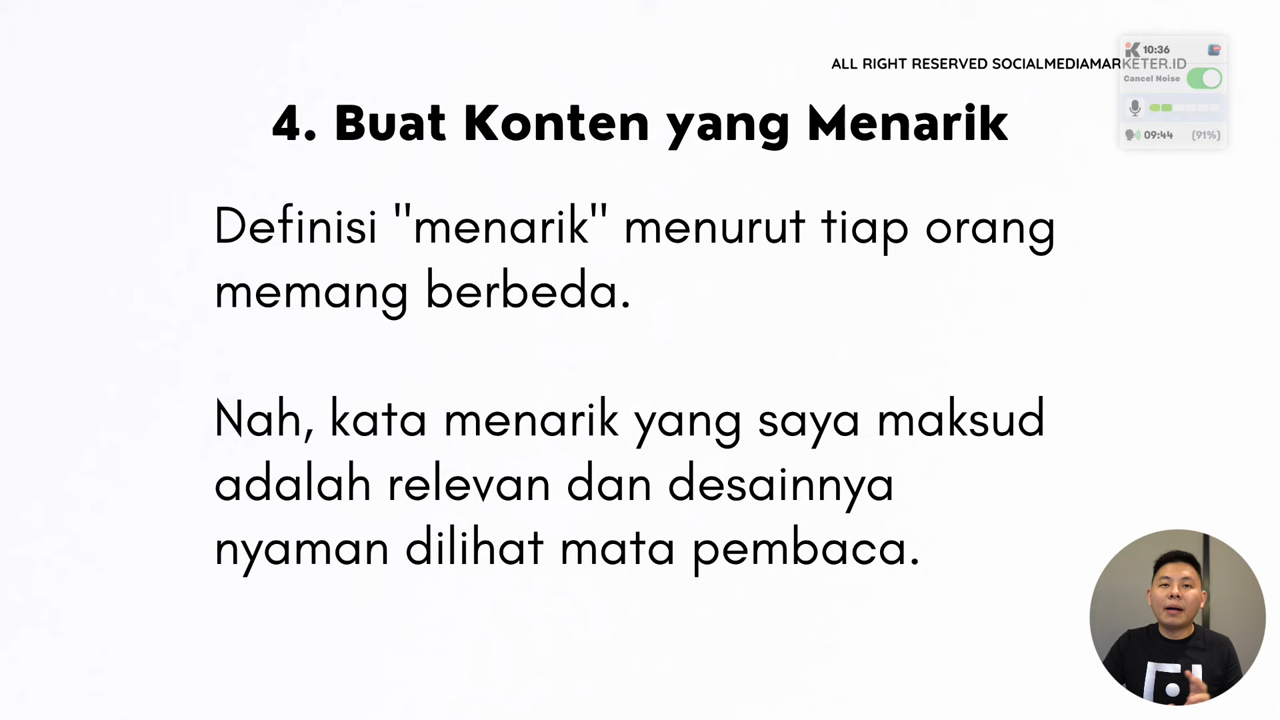 ALL RIGHT RESERVED SOCIALMEDIAMARKETER.ID
10:36
Cancel Noise
09:44 (91%)
4. Buat Konten yang Menarik
Definisi "menarik" menurut tiap orang
memang berbeda.
Nah, kata menarik yang saya maksud
adalah relevan dan desainnya
nyaman dilihat mata pembaca.